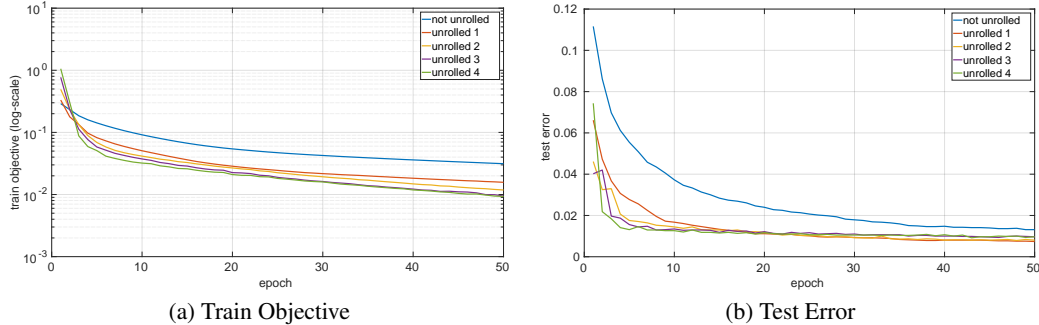 train objective (log-scale)
10^1
10^0
10^-1
10^-2
10^-3
not unrolled
unrolled 1
unrolled 2
unrolled 3
unrolled 4
0 10 20 30 40 50
epoch
(a) Train Objective
test error
0.12
0.1
0.08
0.06
0.04
0.02
0
not unrolled
unrolled 1
unrolled 2
unrolled 3
unrolled 4
0 10 20 30 40 50
epoch
(b) Test Error